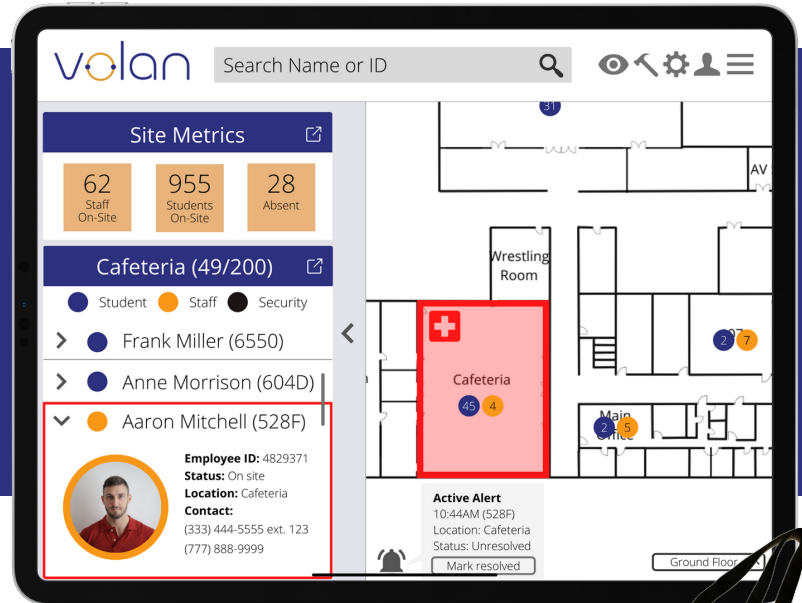 volan
Search Name or ID
Site Metrics
62
Staff
On-Site
955
Students
On-Site
28
Absent
Cafeteria (49/200)
Student
Staff
Security
Frank Miller (6550)
Anne Morrison (604D)
Aaron Mitchell (528F)
Employee ID: 4829371
Status: On site
Location: Cafeteria
Contact:
(333) 444-5555 ext. 123
(777) 888-9999
31
AV
Wrestling
Room
2 7
Cafeteria
45 4
Main
Office
2 5
Active Alert
10:44AM (528F)
Location: Cafeteria
Status: Unresolved
Mark resolved
Ground Floor